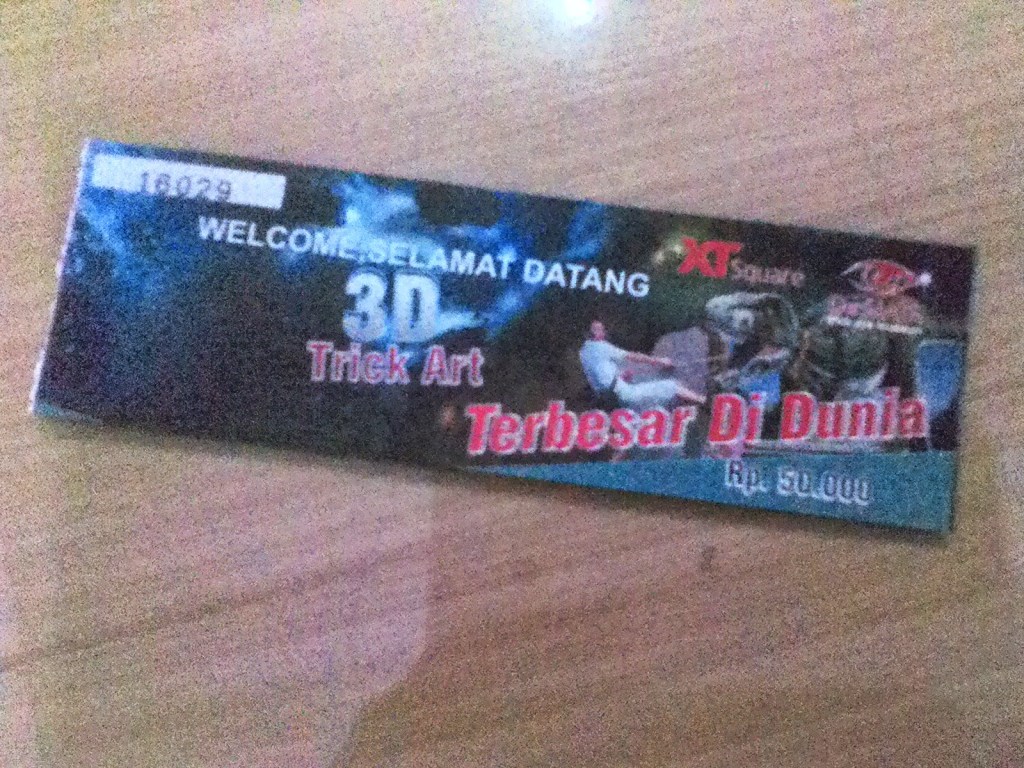 16029
WELCOME,SELAMAT DATANG
XT Square
3D
Trick Art
Terbesar Di Dunia
Rp. 50.000